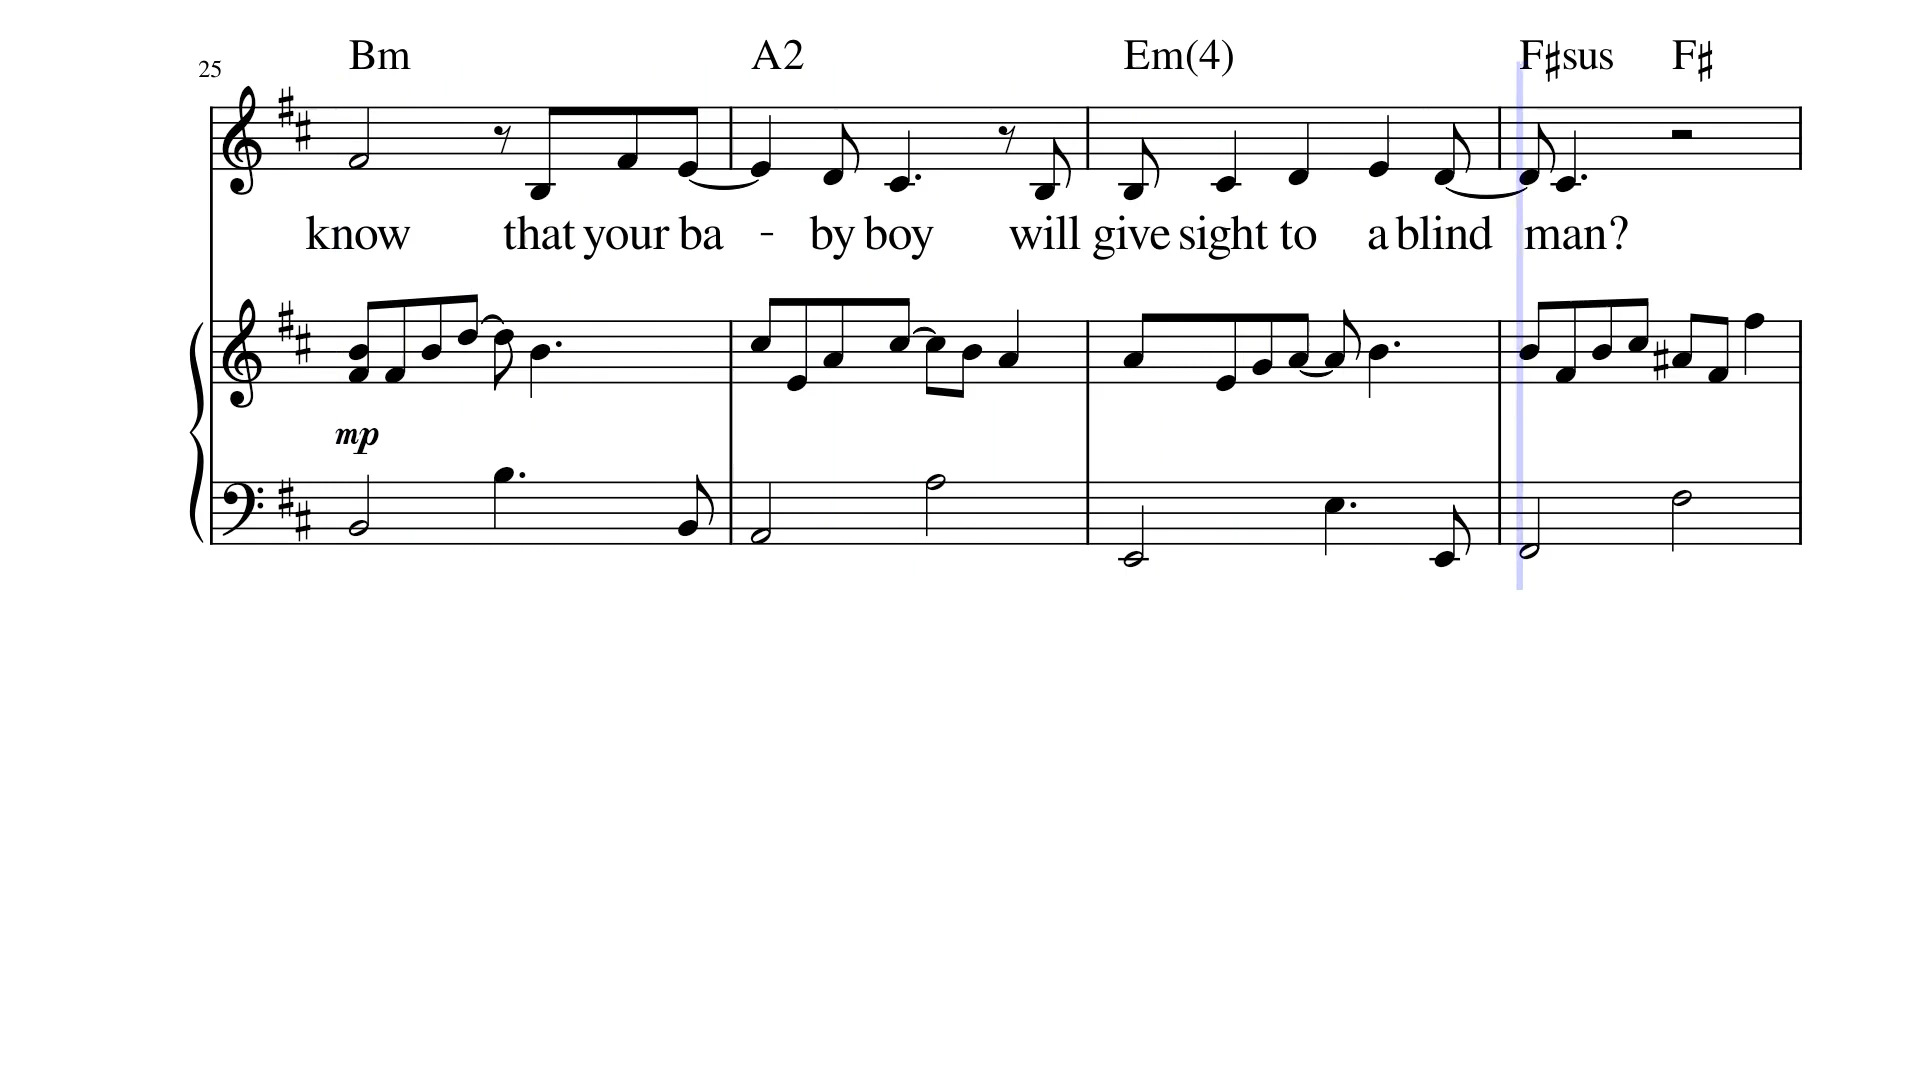 25 Bm A2 Em(4) F♯sus F♯
know that your ba - by boy will give sight to a blind man?
mp